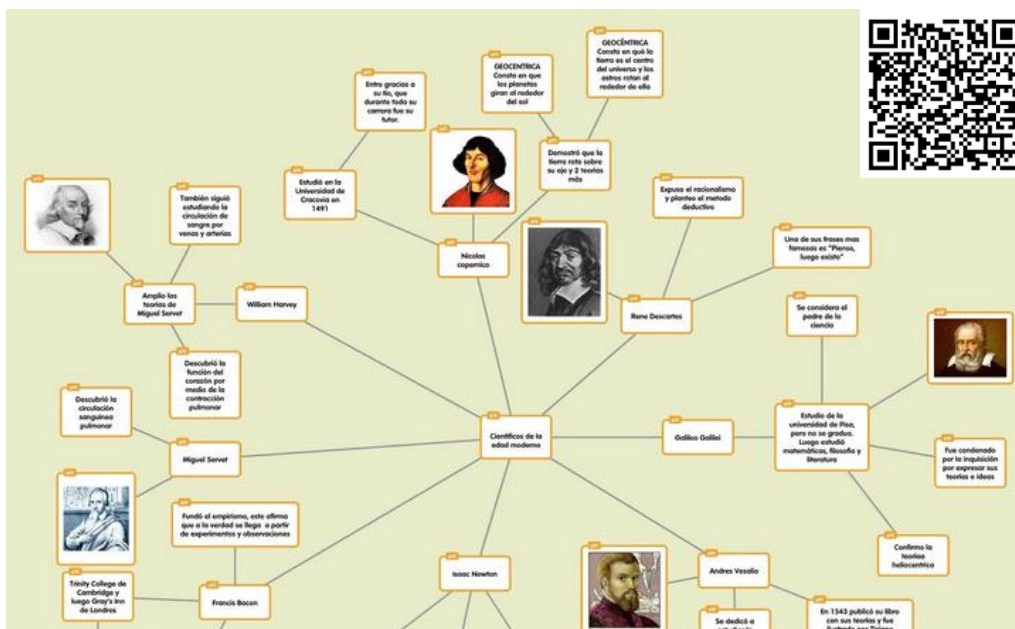 GEOCÉNTRICA
Consta en qué la
tierra es el centro
del universo y los
astros rotan al
rededor de ella
GEOCENTRICA
Consta en que
los planetas
giran al rededor
del sol
Entro gracias a
su tío, que
durante toda su
carrera fue su
tutor.
Demostró que la
tierra rota sobre
su eje y 2 teorias
más
Estudió en la
Universidad de
Cracovia en
1491
Expuso el racionalismo
y planteo el metodo
deductivo
También siguió
estudiando la
circulación de
sangre por
venas y arterias
Nicolas
copernico
Una de sus frases mas
famosas es "Pienso,
luego existo"
Amplio las
teorías de
Miguel Servet
William Harvey
Rene Descartes
Se considera el
padre de la
ciencia
Descubrió la
función del
corazón por
medio de la
contracción
pulmonar
Descubrió la
circulación
sanguínea
pulmonar
Científicos de la
edad moderna
Galileo Galilei
Estudio de la
universidad de Pisa,
pero no se graduo.
Luego estudió
matemáticas, filosofia y
literatura
Miguel Servet
Fue condenado
por la inquisición
por expresar sus
teorías e ideas
Fundó el empirismo, este afirma
que a la verdad se llega a partir
de experimentos y observaciones
Confirmo la
teoriaa
heliocentrica
Isaac Newton
Andres Vesalio
Trinity College de
Cambridge y
luego Gray's Inn
de Londres
Francis Bacon
Se dedicó a
En 1543 publicó su libro
con sus teorías y fue